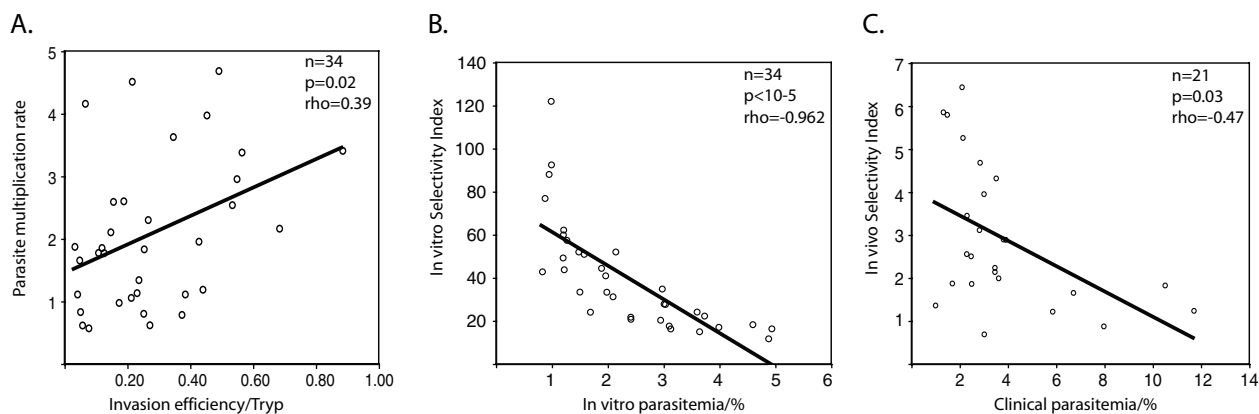 A.
Parasite multiplication rate
5
4
3
2
1
n=34
p=0.02
rho=0.39
0.20 0.40 0.60 0.80 1.00
Invasion efficiency/Tryp
B.
In vitro Selectivity Index
140
120
100
80
60
40
20
n=34
p<10-5
rho=-0.962
1 2 3 4 5 6
In vitro parasitemia/%
C.
In vivo Selectivity Index
7
6
5
4
3
2
1
n=21
p=0.03
rho=-0.47
2 4 6 8 10 12 14
Clinical parasitemia/%